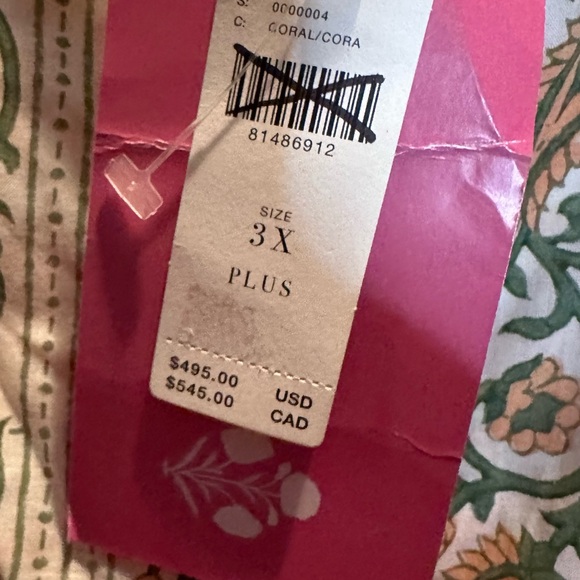 S: 0000004
C: CORAL/CORA
81486912
SIZE
3X
PLUS
$495.00 USD
$545.00 CAD